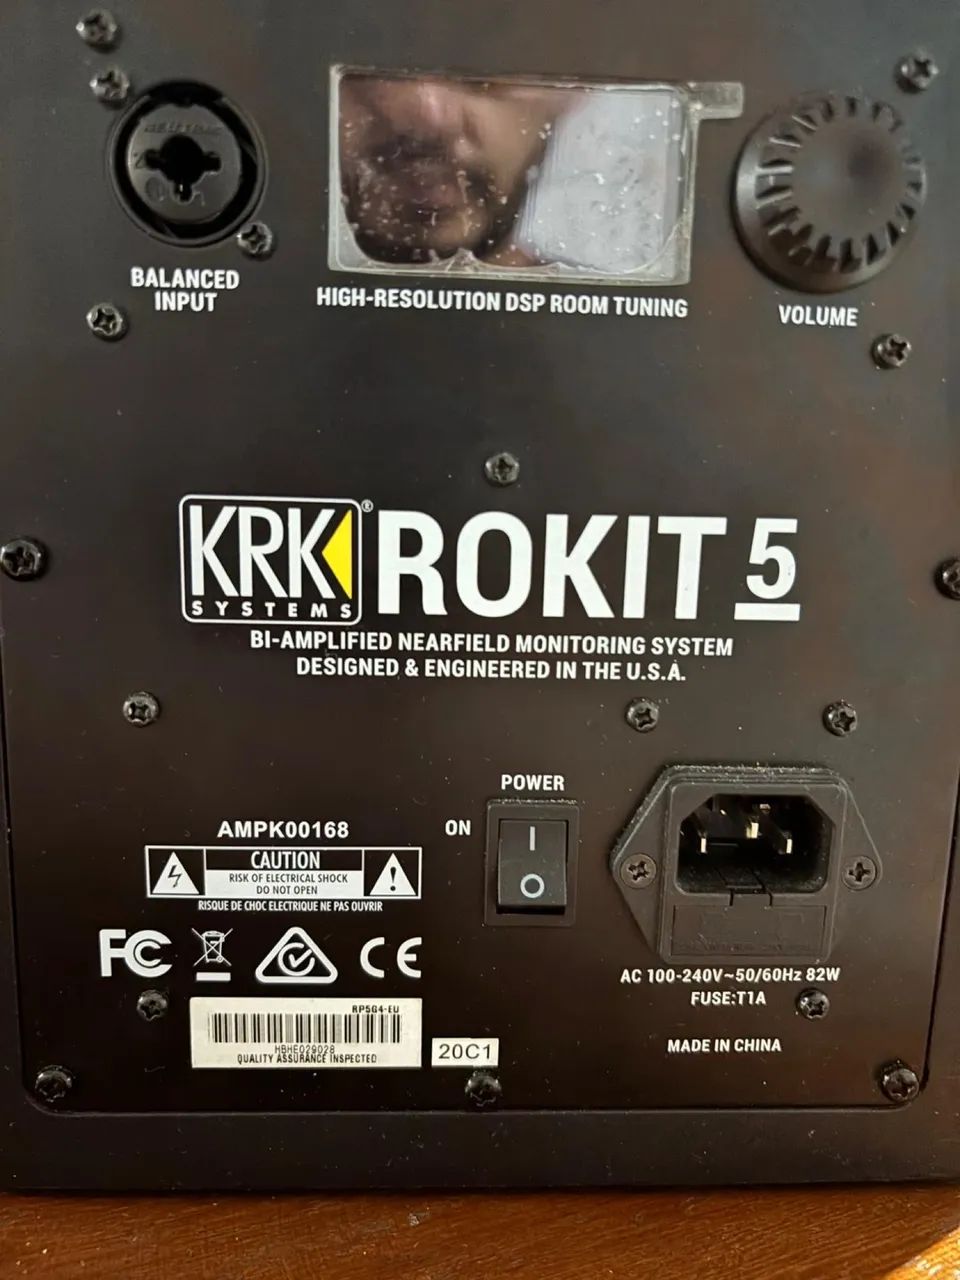 NEUTRIK
BALANCED
INPUT
HIGH-RESOLUTION DSP ROOM TUNING
VOLUME
KRK®
SYSTEMS
ROKIT 5
BI-AMPLIFIED NEARFIELD MONITORING SYSTEM
DESIGNED & ENGINEERED IN THE U.S.A.
POWER
ON
I
O
AMPK00168
CAUTION
RISK OF ELECTRICAL SHOCK
DO NOT OPEN
RISQUE DE CHOC ELECTRIQUE NE PAS OUVRIR
FC CE
RP5G4-EU
HBHE029028
QUALITY ASSURANCE INSPECTED
20C1
AC 100-240V~50/60Hz 82W
FUSE:T1A
MADE IN CHINA